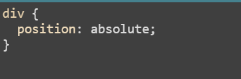 div {
  position: absolute;
}